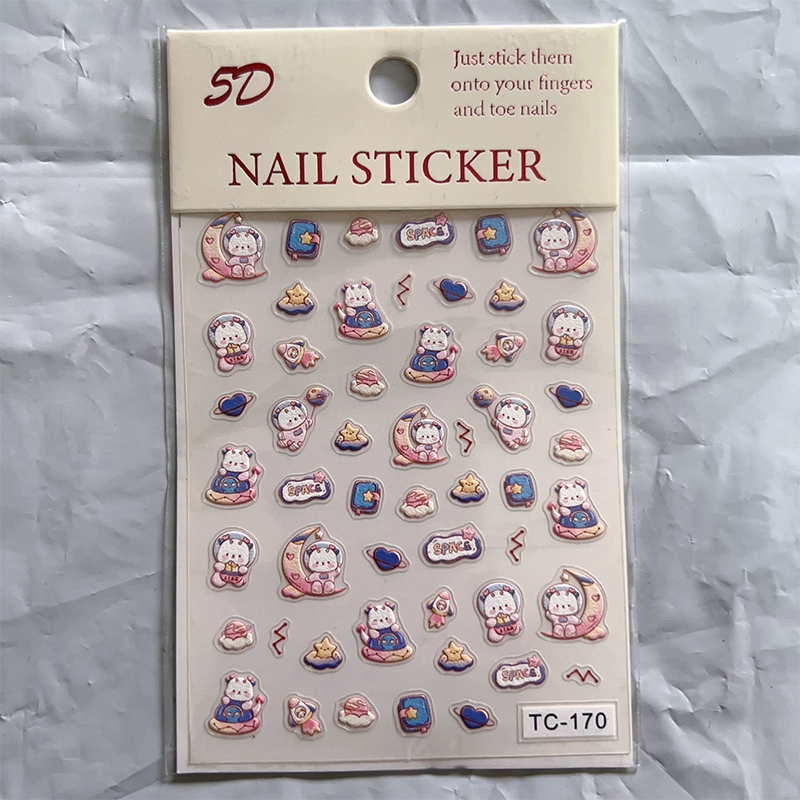 5D
Just stick them
onto your fingers
and toe nails
NAIL STICKER
SPACE
SPACE
SPACE
SPACE
TC-170